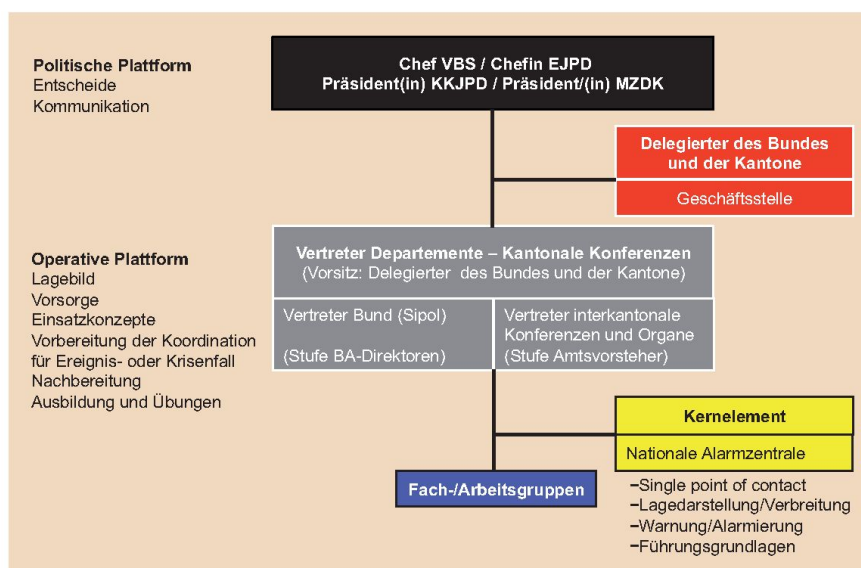 Politische Plattform
Entscheide
Kommunikation
Chef VBS / Chefin EJPD
Präsident(in) KKJPD / Präsident/(in) MZDK
Delegierter des Bundes
und der Kantone
Geschäftsstelle
Operative Plattform
Lagebild
Vorsorge
Einsatzkonzepte
Vorbereitung der Koordination
für Ereignis- oder Krisenfall
Nachbereitung
Ausbildung und Übungen
Vertreter Departemente – Kantonale Konferenzen
(Vorsitz: Delegierter des Bundes und der Kantone)
Vertreter Bund (Sipol)
(Stufe BA-Direktoren)
Vertreter interkantonale
Konferenzen und Organe
(Stufe Amtsvorsteher)
Kernelement
Nationale Alarmzentrale
–Single point of contact
–Lagedarstellung/Verbreitung
–Warnung/Alarmierung
–Führungsgrundlagen
Fach-/Arbeitsgruppen